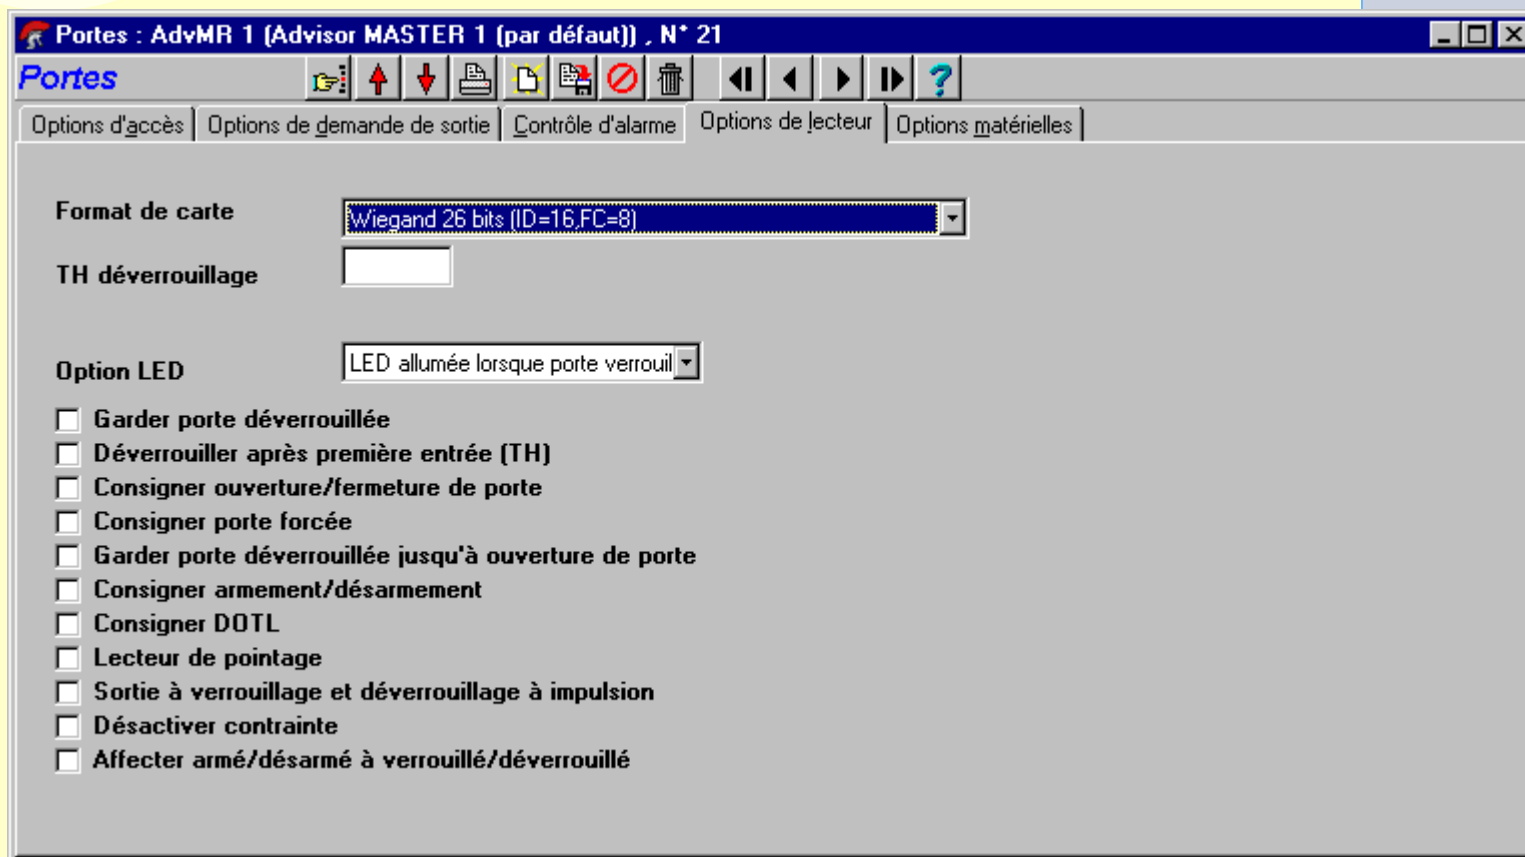 Portes : AdvMR 1 (Advisor MASTER 1 (par défaut)) , N° 21
Portes
Options d'accès Options de demande de sortie Contrôle d'alarme Options de lecteur Options matérielles
Format de carte Wiegand 26 bits (ID=16,FC=8)
TH déverrouillage
Option LED LED allumée lorsque porte verrouil
Garder porte déverrouillée
Déverrouiller après première entrée (TH)
Consigner ouverture/fermeture de porte
Consigner porte forcée
Garder porte déverrouillée jusqu'à ouverture de porte
Consigner armement/désarmement
Consigner DOTL
Lecteur de pointage
Sortie à verrouillage et déverrouillage à impulsion
Désactiver contrainte
Affecter armé/désarmé à verrouillé/déverrouillé